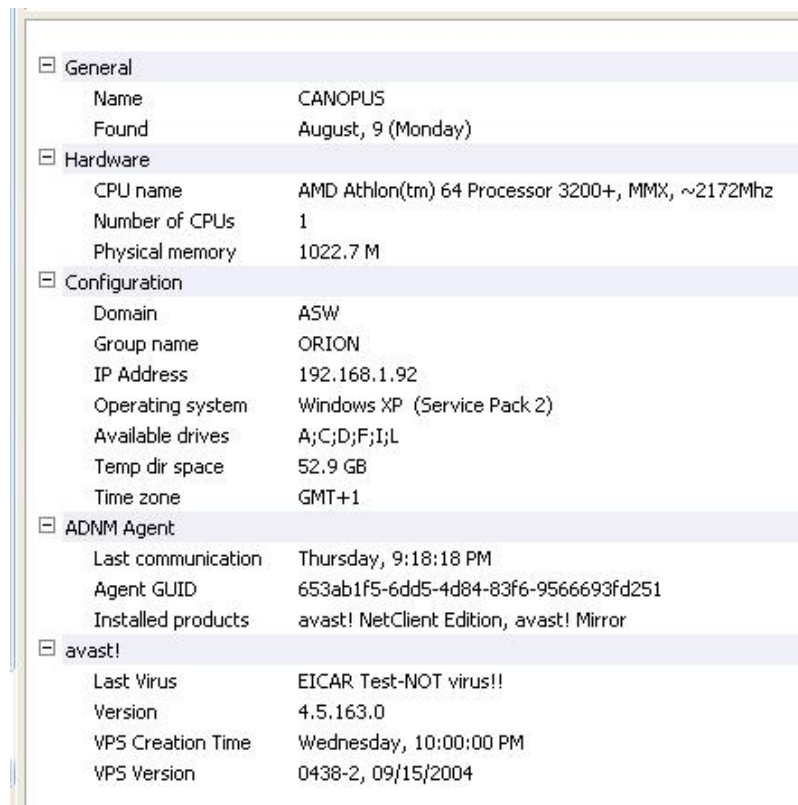 General
Name CANOPUS
Found August, 9 (Monday)
Hardware
CPU name AMD Athlon(tm) 64 Processor 3200+, MMX, ~2172Mhz
Number of CPUs 1
Physical memory 1022.7 M
Configuration
Domain ASW
Group name ORION
IP Address 192.168.1.92
Operating system Windows XP (Service Pack 2)
Available drives A;C;D;F;I;L
Temp dir space 52.9 GB
Time zone GMT+1
ADNM Agent
Last communication Thursday, 9:18:18 PM
Agent GUID 653ab1f5-6dd5-4d84-83f6-9566693fd251
Installed products avast! NetClient Edition, avast! Mirror
avast!
Last Virus EICAR Test-NOT virus!!
Version 4.5.163.0
VPS Creation Time Wednesday, 10:00:00 PM
VPS Version 0438-2, 09/15/2004